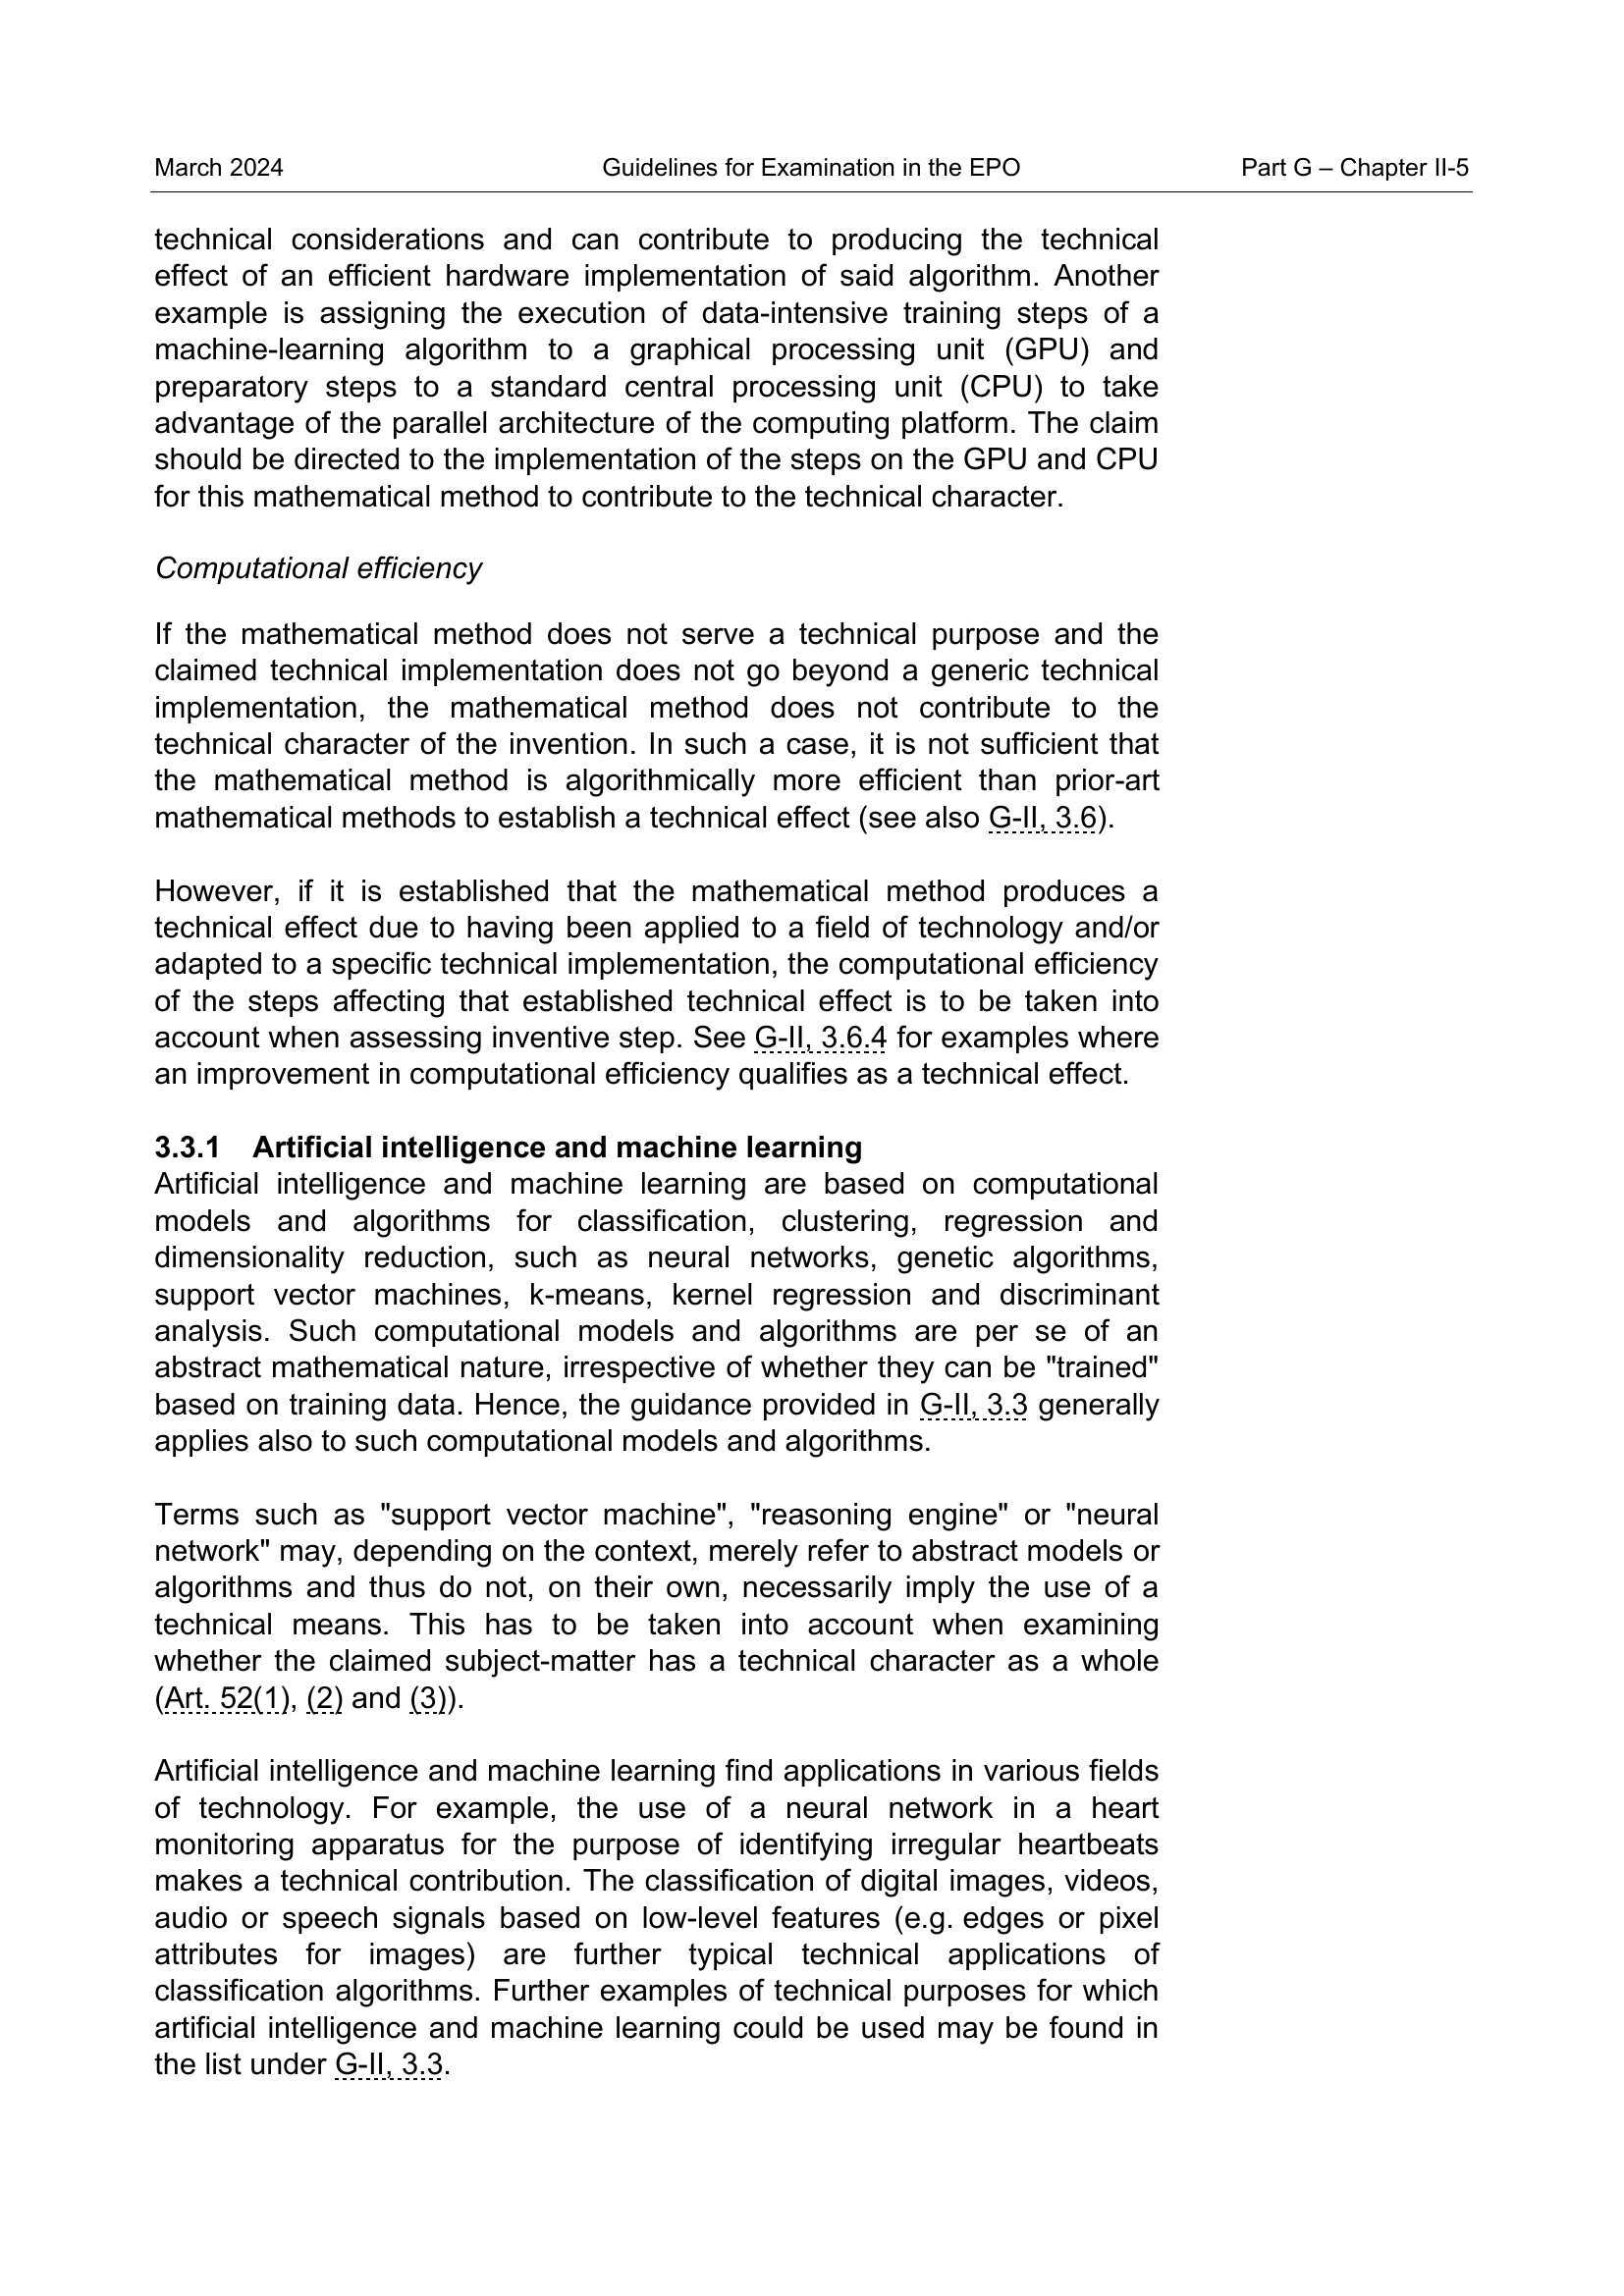 March 2024 Guidelines for Examination in the EPO Part G – Chapter II-5
technical considerations and can contribute to producing the technical
effect of an efficient hardware implementation of said algorithm. Another
example is assigning the execution of data-intensive training steps of a
machine-learning algorithm to a graphical processing unit (GPU) and
preparatory steps to a standard central processing unit (CPU) to take
advantage of the parallel architecture of the computing platform. The claim
should be directed to the implementation of the steps on the GPU and CPU
for this mathematical method to contribute to the technical character.
Computational efficiency
If the mathematical method does not serve a technical purpose and the
claimed technical implementation does not go beyond a generic technical
implementation, the mathematical method does not contribute to the
technical character of the invention. In such a case, it is not sufficient that
the mathematical method is algorithmically more efficient than prior-art
mathematical methods to establish a technical effect (see also G-II, 3.6).
However, if it is established that the mathematical method produces a
technical effect due to having been applied to a field of technology and/or
adapted to a specific technical implementation, the computational efficiency
of the steps affecting that established technical effect is to be taken into
account when assessing inventive step. See G-II, 3.6.4 for examples where
an improvement in computational efficiency qualifies as a technical effect.
3.3.1 Artificial intelligence and machine learning
Artificial intelligence and machine learning are based on computational
models and algorithms for classification, clustering, regression and
dimensionality reduction, such as neural networks, genetic algorithms,
support vector machines, k-means, kernel regression and discriminant
analysis. Such computational models and algorithms are per se of an
abstract mathematical nature, irrespective of whether they can be "trained"
based on training data. Hence, the guidance provided in G-II, 3.3 generally
applies also to such computational models and algorithms.
Terms such as "support vector machine", "reasoning engine" or "neural
network" may, depending on the context, merely refer to abstract models or
algorithms and thus do not, on their own, necessarily imply the use of a
technical means. This has to be taken into account when examining
whether the claimed subject-matter has a technical character as a whole
(Art. 52(1), (2) and (3)).
Artificial intelligence and machine learning find applications in various fields
of technology. For example, the use of a neural network in a heart
monitoring apparatus for the purpose of identifying irregular heartbeats
makes a technical contribution. The classification of digital images, videos,
audio or speech signals based on low-level features (e.g. edges or pixel
attributes for images) are further typical technical applications of
classification algorithms. Further examples of technical purposes for which
artificial intelligence and machine learning could be used may be found in
the list under G-II, 3.3.